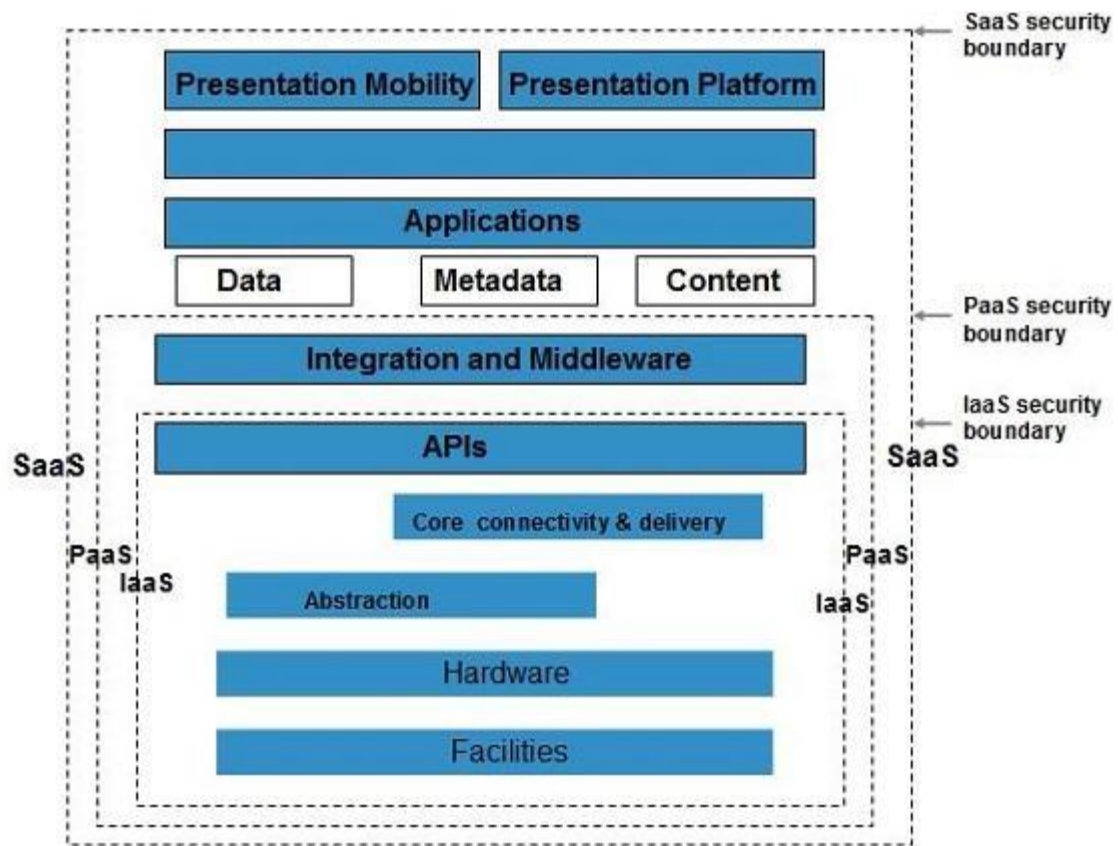 SaaS security
boundary
Presentation Mobility
Presentation Platform
Applications
Data
Metadata
Content
PaaS security
boundary
Integration and Middleware
IaaS security
boundary
APIs
SaaS
SaaS
Core connectivity & delivery
PaaS
PaaS
IaaS
IaaS
Abstraction
Hardware
Facilities